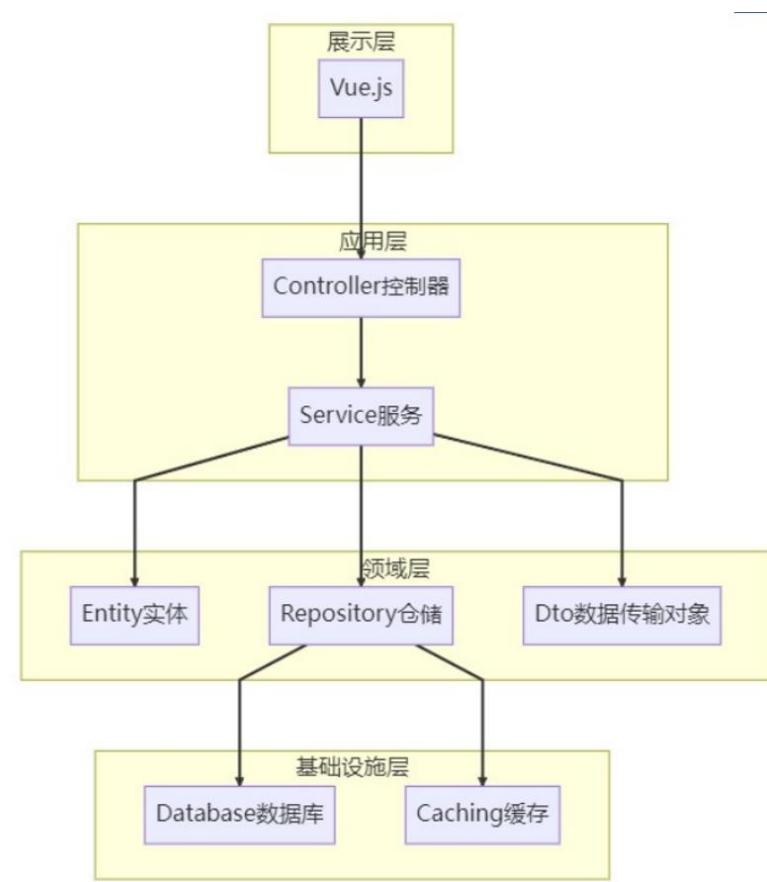 展示层
Vue.js
应用层
Controller控制器
Service服务
领域层
Entity实体
Repository仓储
Dto数据传输对象
基础设施层
Database数据库
Caching缓存